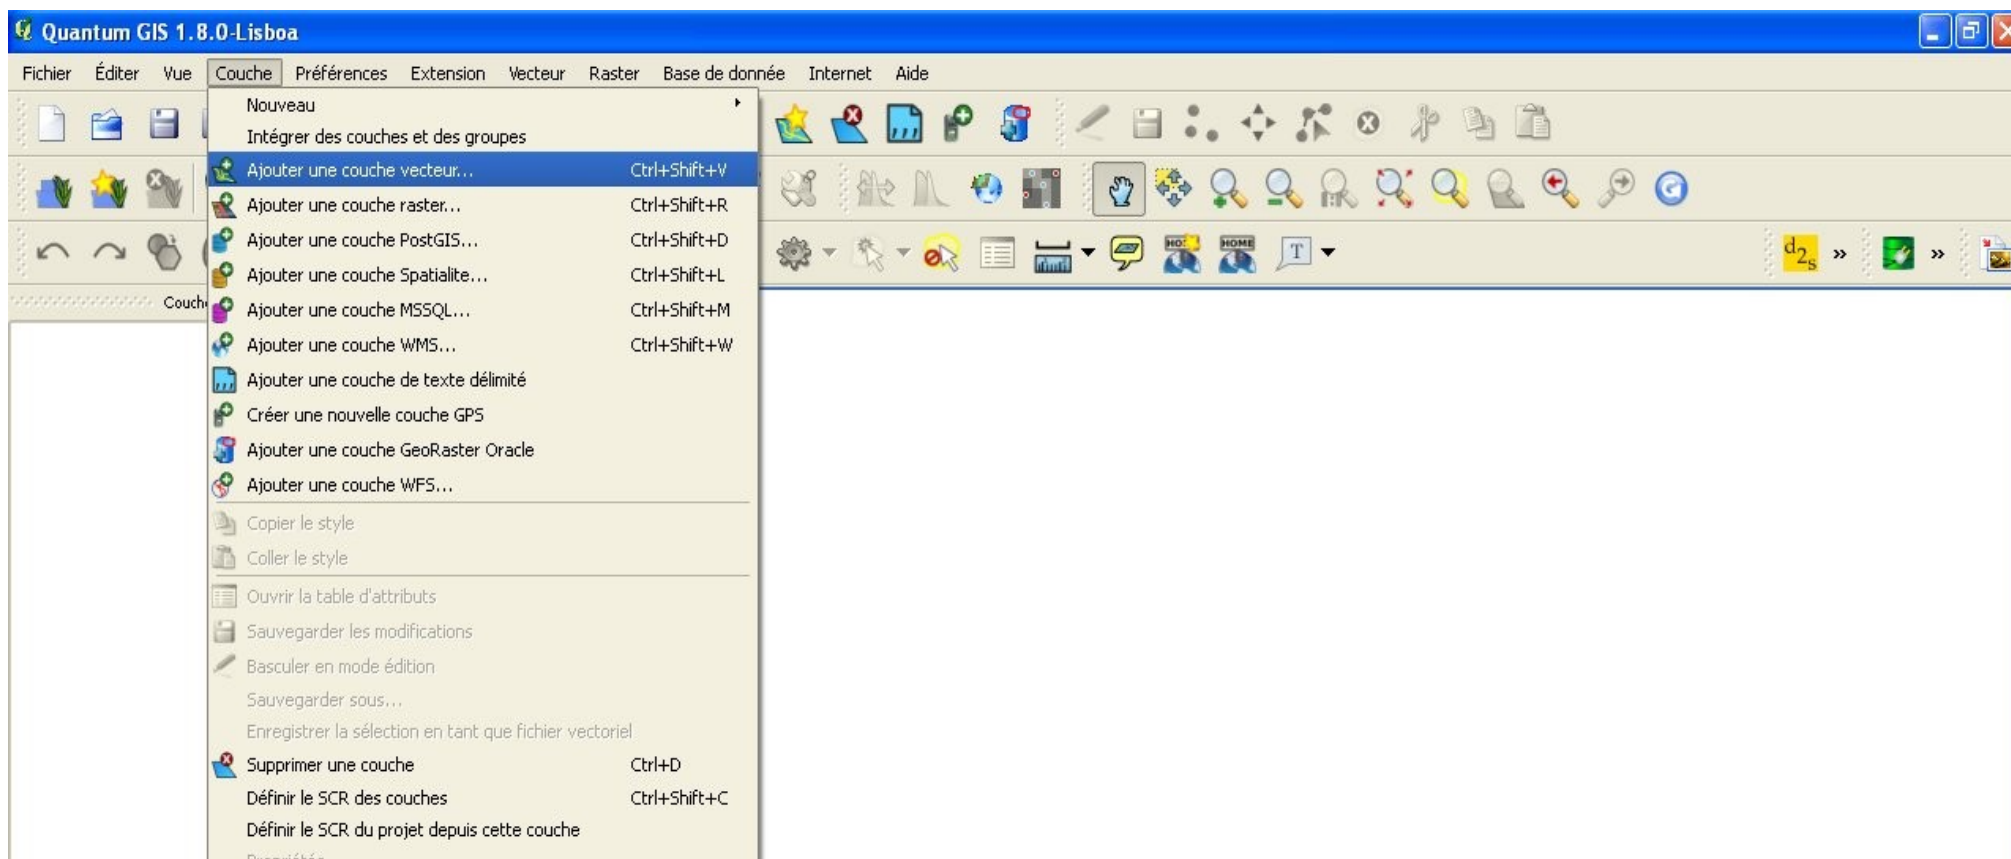 Quantum GIS 1.8.0-Lisboa
Fichier Éditer Vue Couche Préférences Extension Vecteur Raster Base de donnée Internet Aide
Nouveau
Intégrer des couches et des groupes
Ajouter une couche vecteur... Ctrl+Shift+V
Ajouter une couche raster... Ctrl+Shift+R
Ajouter une couche PostGIS... Ctrl+Shift+D
Ajouter une couche Spatialite... Ctrl+Shift+L
Ajouter une couche MSSQL... Ctrl+Shift+M
Ajouter une couche WMS... Ctrl+Shift+W
Ajouter une couche de texte délimité
Créer une nouvelle couche GPS
Ajouter une couche GeoRaster Oracle
Ajouter une couche WFS...
Copier le style
Coller le style
Ouvrir la table d'attributs
Sauvegarder les modifications
Basculer en mode édition
Sauvegarder sous...
Enregistrer la sélection en tant que fichier vectoriel
Supprimer une couche Ctrl+D
Définir le SCR des couches Ctrl+Shift+C
Définir le SCR du projet depuis cette couche
HOME
T
d2s